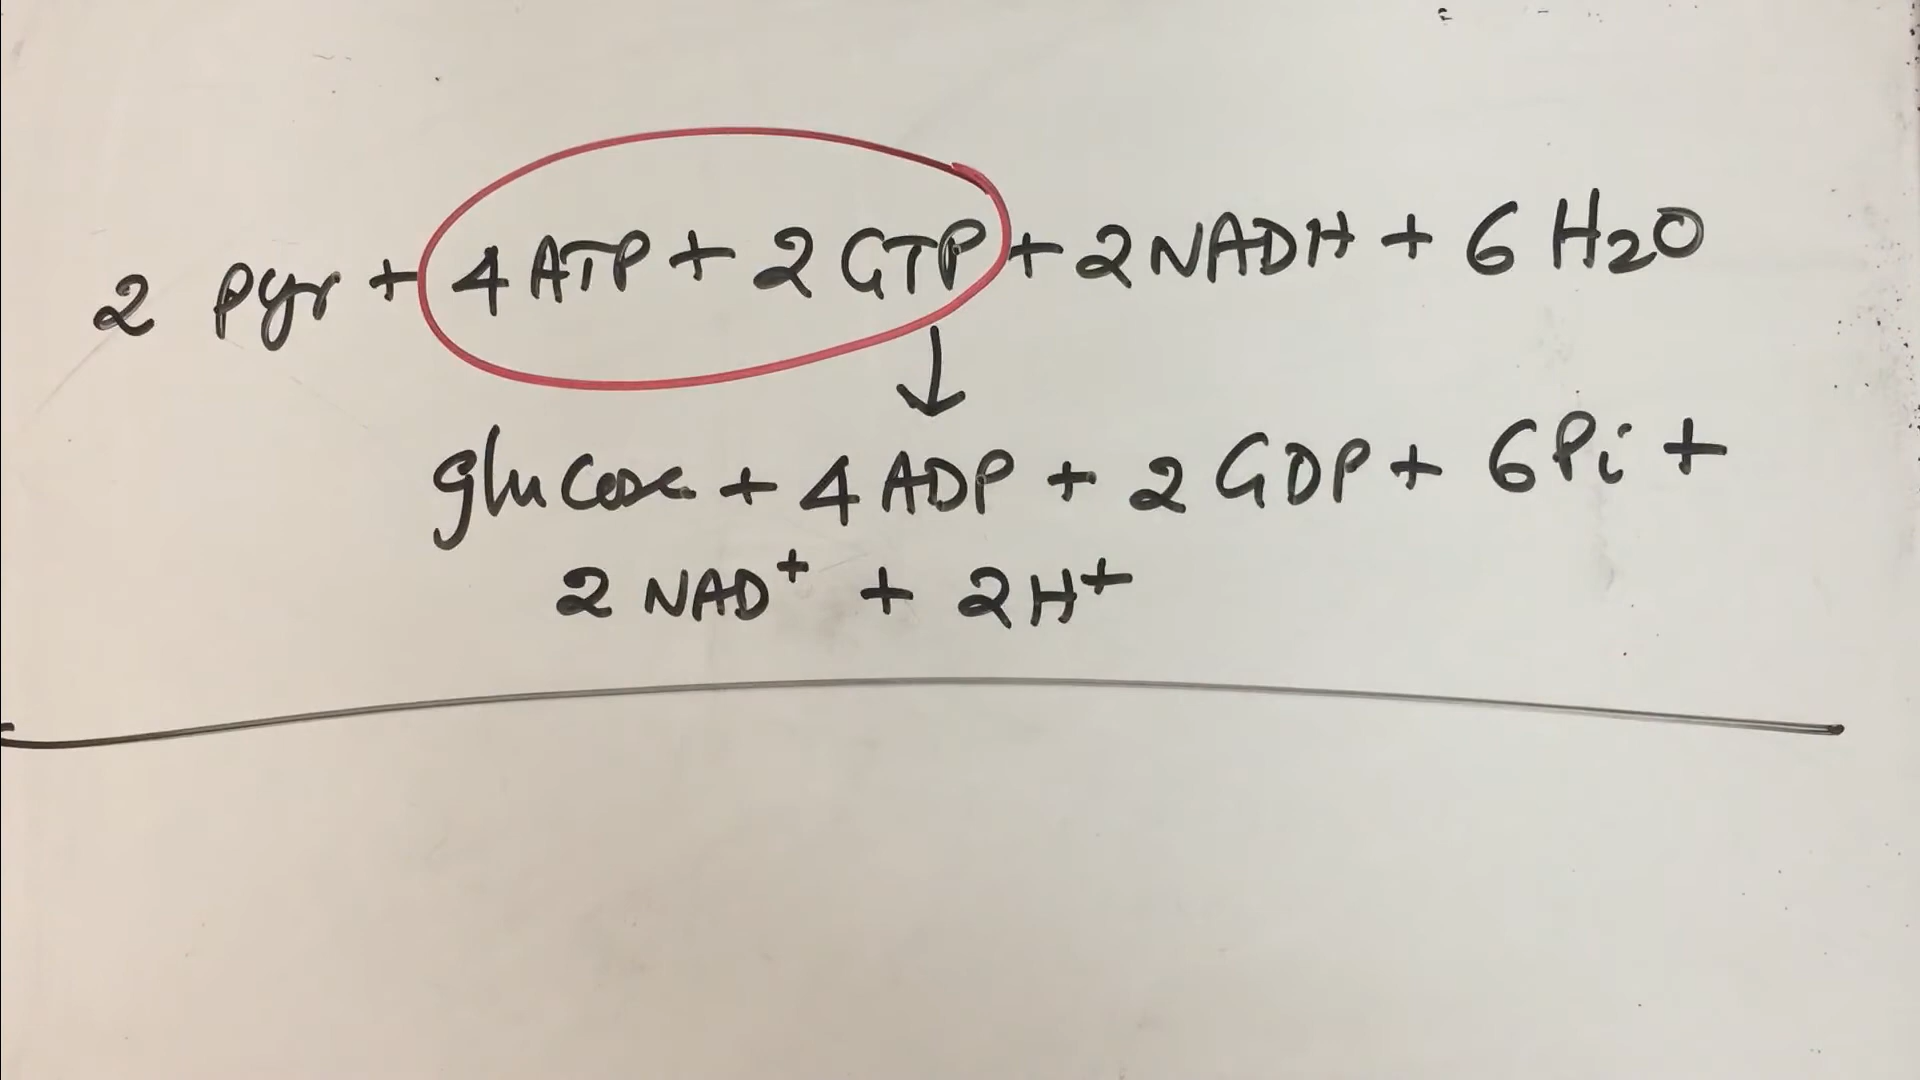 2 Pyr + 4 ATP + 2 GTP + 2 NADH + 6 H2O
↓
glucose + 4 ADP + 2 GDP + 6 Pi +
2 NAD+ + 2H+